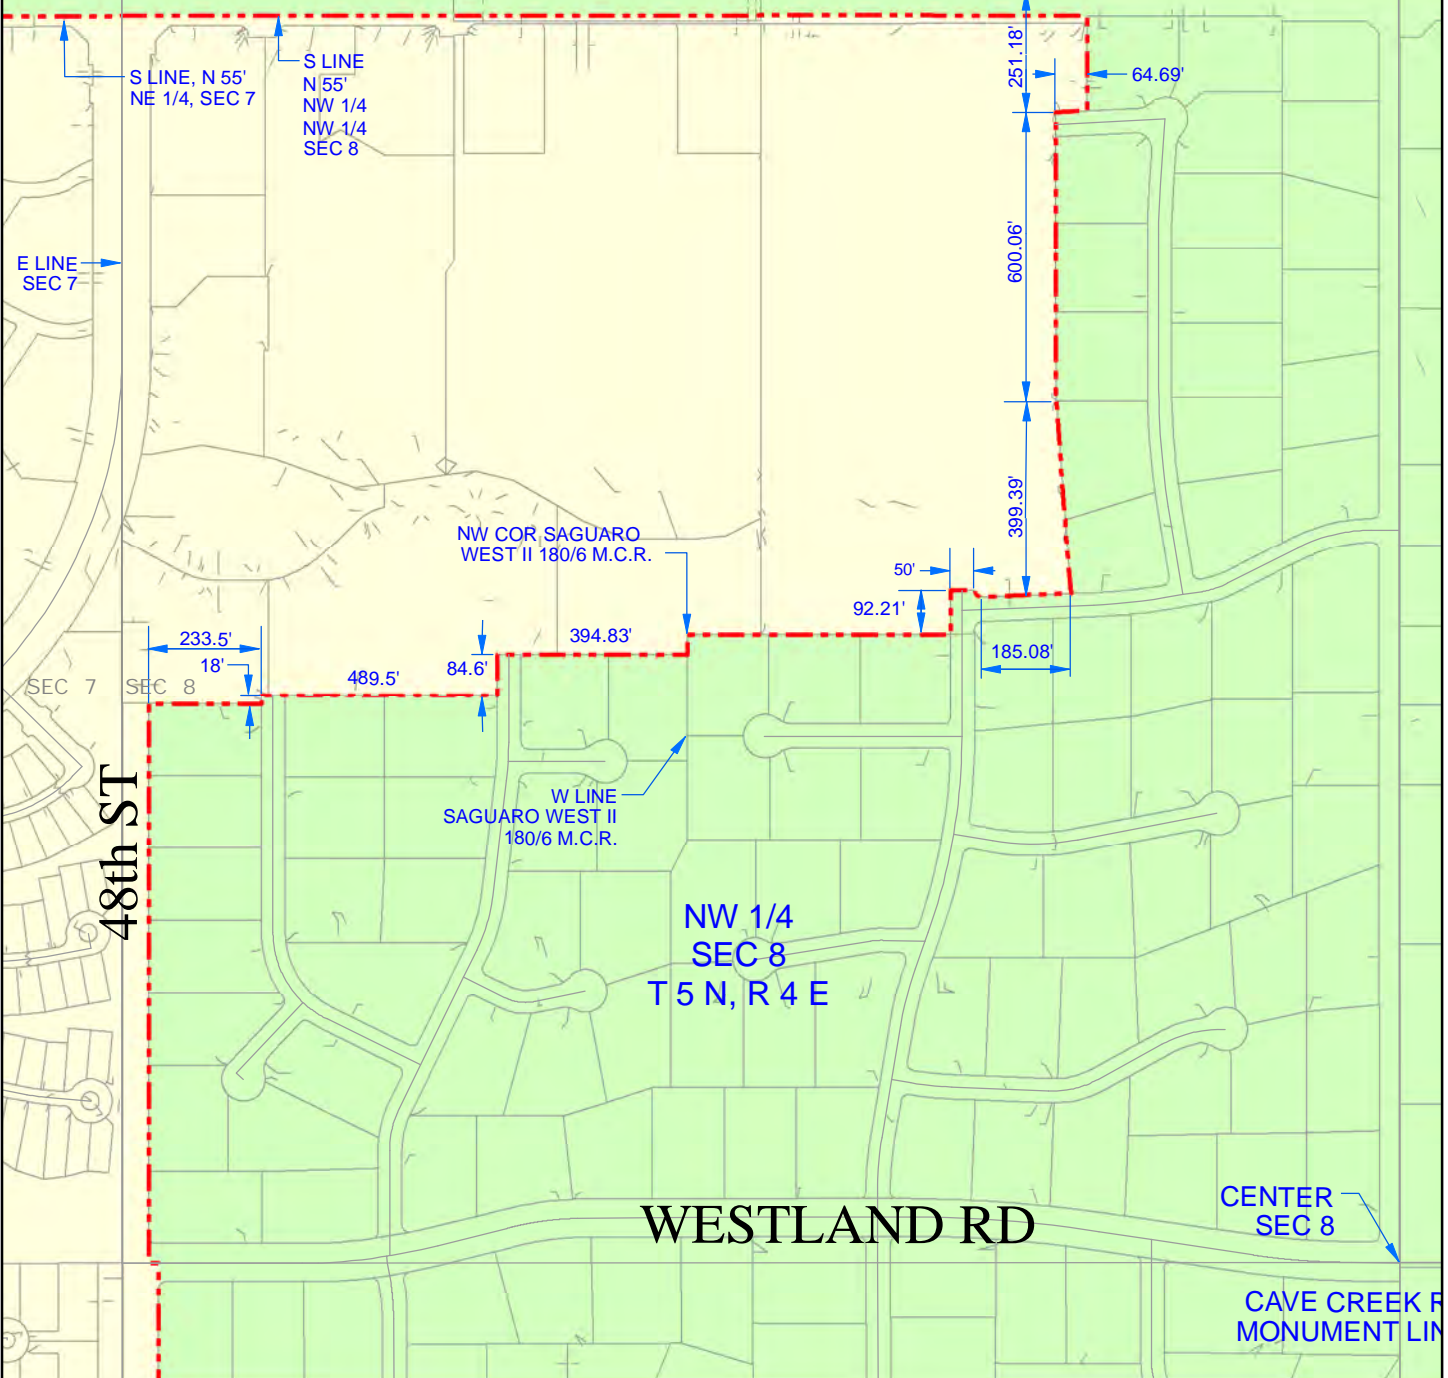 S LINE, N 55'
NE 1/4, SEC 7
S LINE
N 55'
NW 1/4
NW 1/4
SEC 8
251.18'
64.69'
E LINE
SEC 7
600.06'
399.39'
NW COR SAGUARO
WEST II 180/6 M.C.R.
50'
92.21'
185.08'
233.5'
18'
394.83'
84.6'
489.5'
SEC 7
SEC 8
48th ST
W LINE
SAGUARO WEST II
180/6 M.C.R.
NW 1/4
SEC 8
T 5 N, R 4 E
WESTLAND RD
CENTER
SEC 8
CAVE CREEK
MONUMENT